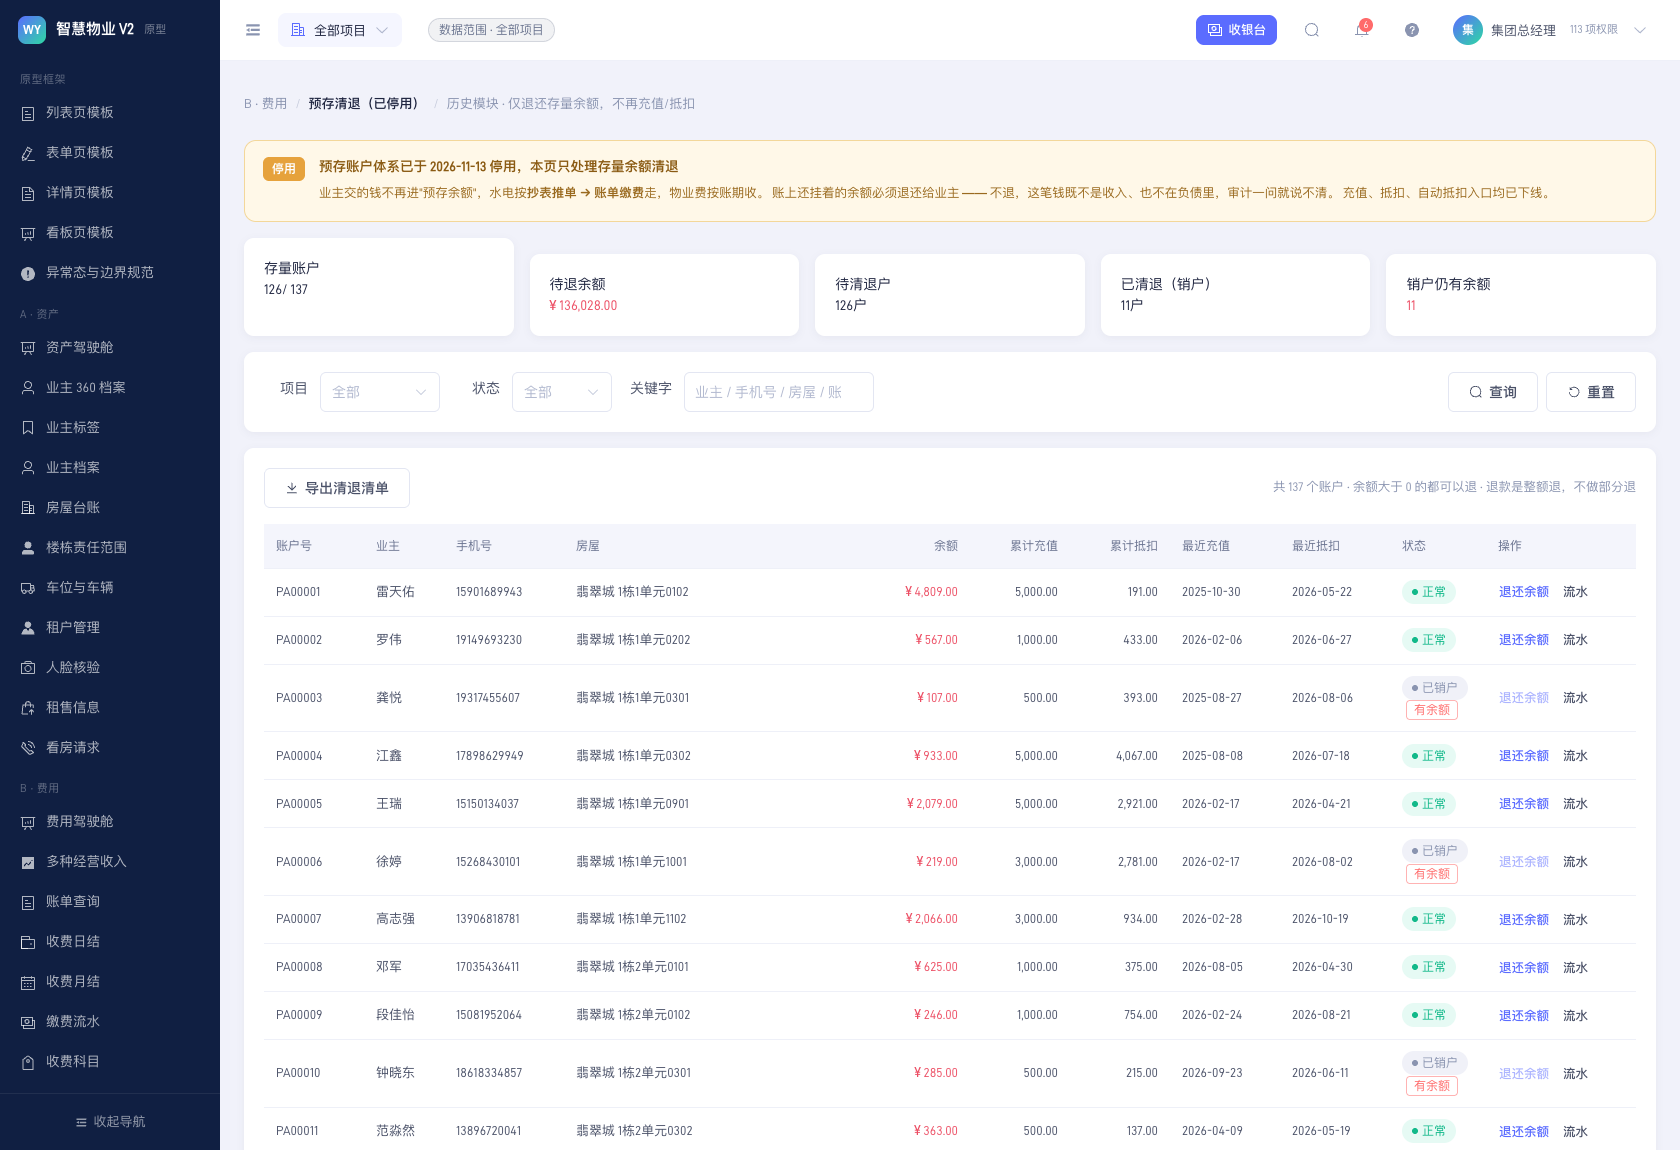 WY 智慧物业 V2 原型
原型框架
列表页模板
表单页模板
详情页模板
看板页模板
异常态与边界规范
A · 资产
资产驾驶舱
业主 360 档案
业主标签
业主档案
房屋台账
楼栋责任范围
车位与车辆
租户管理
人脸核验
租售信息
看房请求
B · 费用
费用驾驶舱
多种经营收入
账单查询
收费日结
收费月结
缴费流水
收费科目
收起导航
全部项目
数据范围 · 全部项目
收银台
6
?
集 集团总经理 113 项权限
B · 费用 / 预存清退（已停用） / 历史模块 · 仅退还存量余额，不再充值/抵扣
停用 预存账户体系已于 2026-11-13 停用，本页只处理存量余额清退
业主交的钱不再进"预存余额"，水电按抄表推单 → 账单缴费走，物业费按账期收。 账上还挂着的余额必须退还给业主 —— 不退，这笔钱既不是收入、也不在负债里，审计一问就说不清。 充值、抵扣、自动抵扣入口均已下线。
存量账户
126/ 137
待退余额
¥ 136,028.00
待清退户
126户
已清退（销户）
11户
销户仍有余额
11
项目 全部 状态 全部 关键字 业主 / 手机号 / 房屋 / 账 查询 重置
导出清退清单 共 137 个账户 · 余额大于 0 的都可以退 · 退款是整额退，不做部分退
账户号 业主 手机号 房屋 余额 累计充值 累计抵扣 最近充值 最近抵扣 状态 操作
PA00001 雷天佑 15901689943 翡翠城 1栋1单元0102 ¥ 4,809.00 5,000.00 191.00 2025-10-30 2026-05-22 正常 退还余额 流水
PA00002 罗伟 19149693230 翡翠城 1栋1单元0202 ¥ 567.00 1,000.00 433.00 2026-02-06 2026-06-27 正常 退还余额 流水
PA00003 龚悦 19317455607 翡翠城 1栋1单元0301 ¥ 107.00 500.00 393.00 2025-08-27 2026-08-06 已销户 有余额 退还余额 流水
PA00004 江鑫 17898629949 翡翠城 1栋1单元0302 ¥ 933.00 5,000.00 4,067.00 2025-08-08 2026-07-18 正常 退还余额 流水
PA00005 王瑞 15150134037 翡翠城 1栋1单元0901 ¥ 2,079.00 5,000.00 2,921.00 2026-02-17 2026-04-21 正常 退还余额 流水
PA00006 徐婷 15268430101 翡翠城 1栋1单元1001 ¥ 219.00 3,000.00 2,781.00 2026-02-17 2026-08-02 已销户 有余额 退还余额 流水
PA00007 高志强 13906818781 翡翠城 1栋1单元1102 ¥ 2,066.00 3,000.00 934.00 2026-02-28 2026-10-19 正常 退还余额 流水
PA00008 邓军 17035436411 翡翠城 1栋2单元0101 ¥ 625.00 1,000.00 375.00 2026-08-05 2026-04-30 正常 退还余额 流水
PA00009 段佳怡 15081952064 翡翠城 1栋2单元0102 ¥ 246.00 1,000.00 754.00 2026-02-24 2026-08-21 正常 退还余额 流水
PA00010 钟晓东 18618334857 翡翠城 1栋2单元0301 ¥ 285.00 500.00 215.00 2026-09-23 2026-06-11 已销户 有余额 退还余额 流水
PA00011 范淼然 13896720041 翡翠城 1栋2单元0302 ¥ 363.00 500.00 137.00 2026-04-09 2026-05-19 正常 退还余额 流水